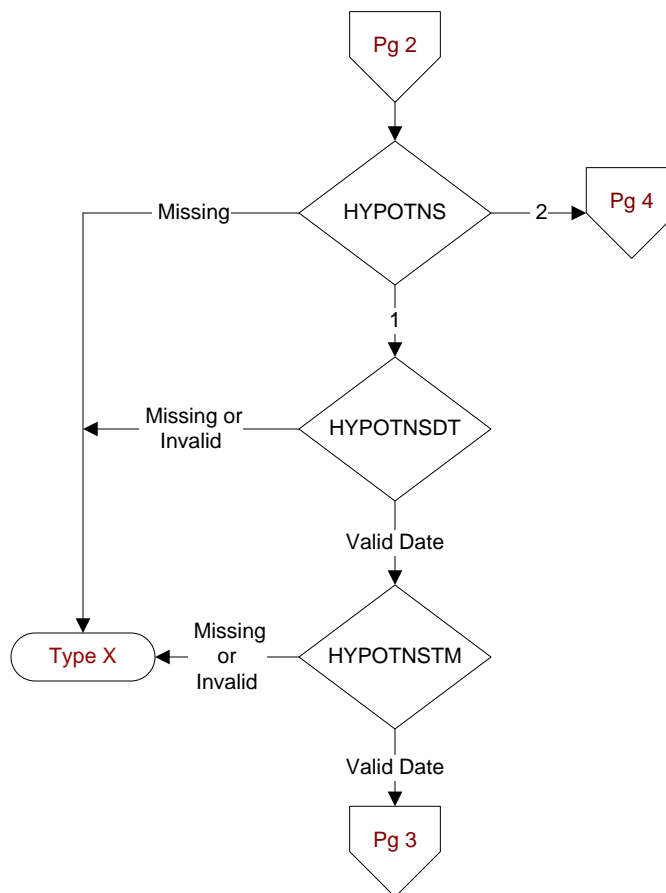 Pg 2
Missing
HYPOTNS
2
Pg 4
1
Missing or
Invalid
HYPOTNSDT
Valid Date
Type X
Missing
or
Invalid
HYPOTNSTM
Valid Date
Pg 3